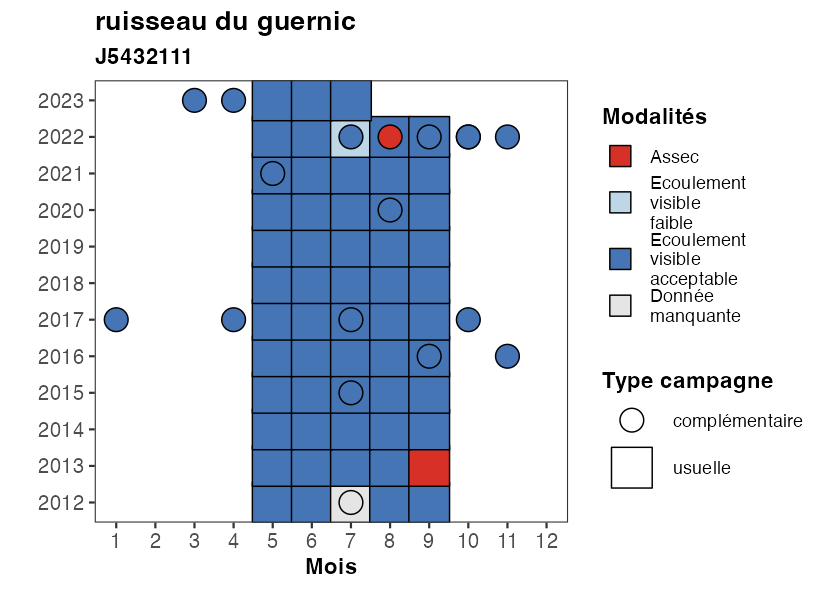 ruisseau du guernic
J5432111
2023
2022
2021
2020
2019
2018
2017
2016
2015
2014
2013
2012
1 2 3 4 5 6 7 8 9 10 11 12
Mois
Modalités
Assec
Ecoulement
visible
faible
Ecoulement
visible
acceptable
Donnée
manquante
Type campagne
complémentaire
usuelle